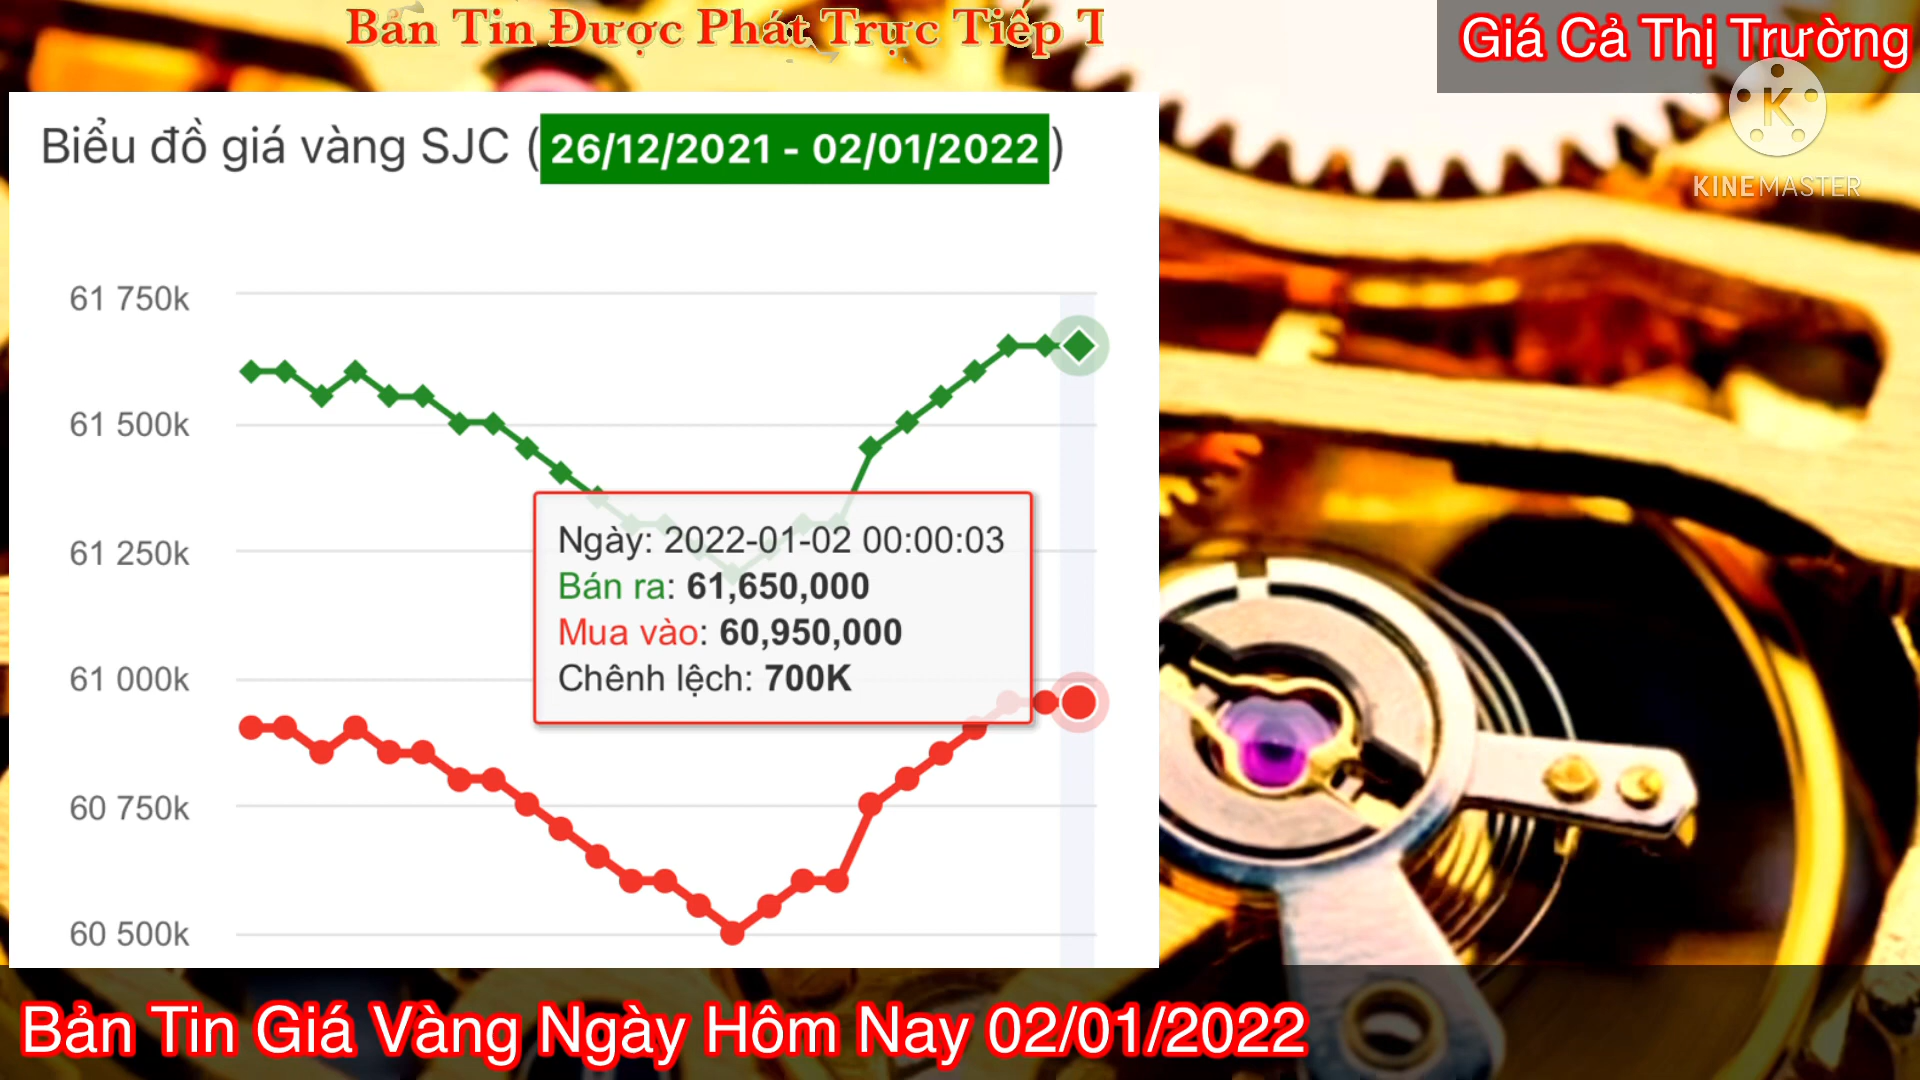 Bản Tin Được Phát Trực Tiếp T
Giá Cả Thị Trường
K
KINEMASTER
Biểu đồ giá vàng SJC (26/12/2021 - 02/01/2022)
61 750k
61 500k
61 250k
61 000k
60 750k
60 500k
Ngày: 2022-01-02 00:00:03
Bán ra: 61,650,000
Mua vào: 60,950,000
Chênh lệch: 700K
Bản Tin Giá Vàng Ngày Hôm Nay 02/01/2022